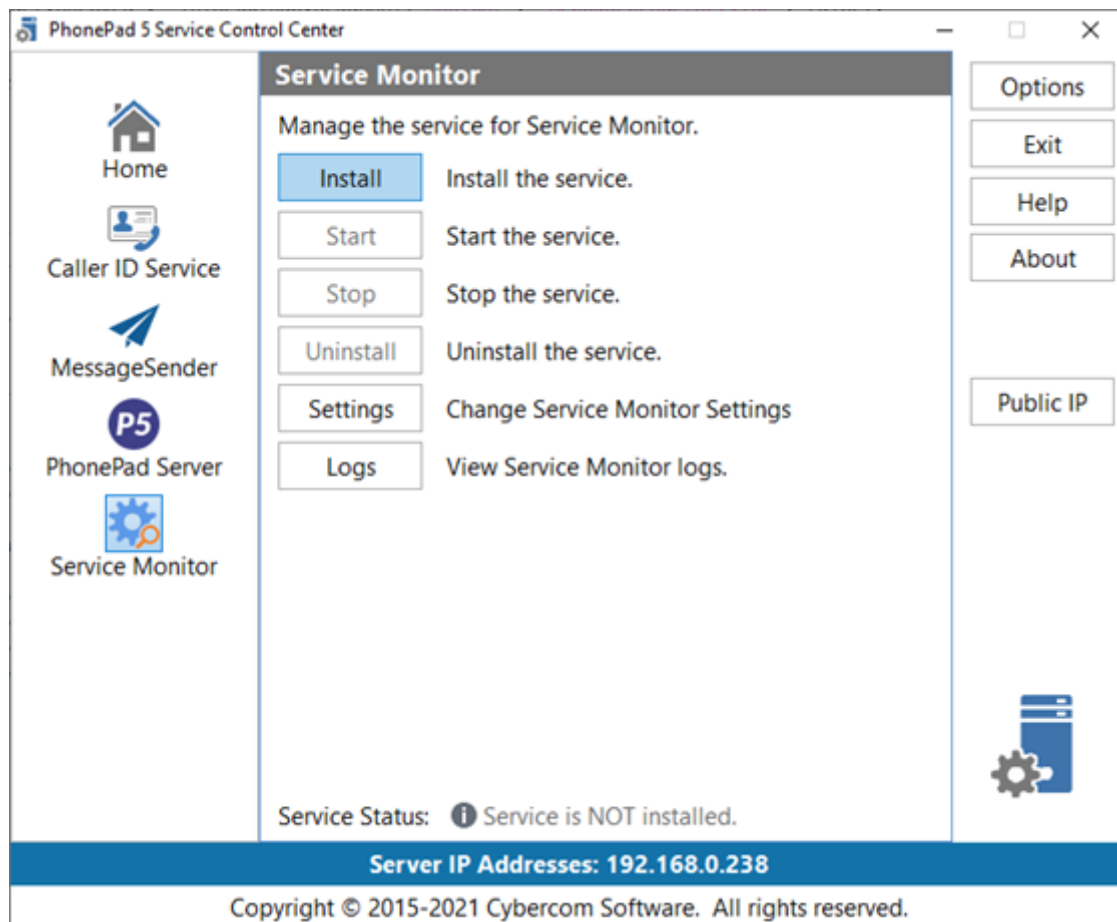 PhonePad 5 Service Control Center
Home
Caller ID Service
MessageSender
P5
PhonePad Server
Service Monitor
Service Monitor
Manage the service for Service Monitor.
Install Install the service.
Start Start the service.
Stop Stop the service.
Uninstall Uninstall the service.
Settings Change Service Monitor Settings
Logs View Service Monitor logs.
Service Status: Service is NOT installed.
Options
Exit
Help
About
Public IP
Server IP Addresses: 192.168.0.238
Copyright © 2015-2021 Cybercom Software. All rights reserved.